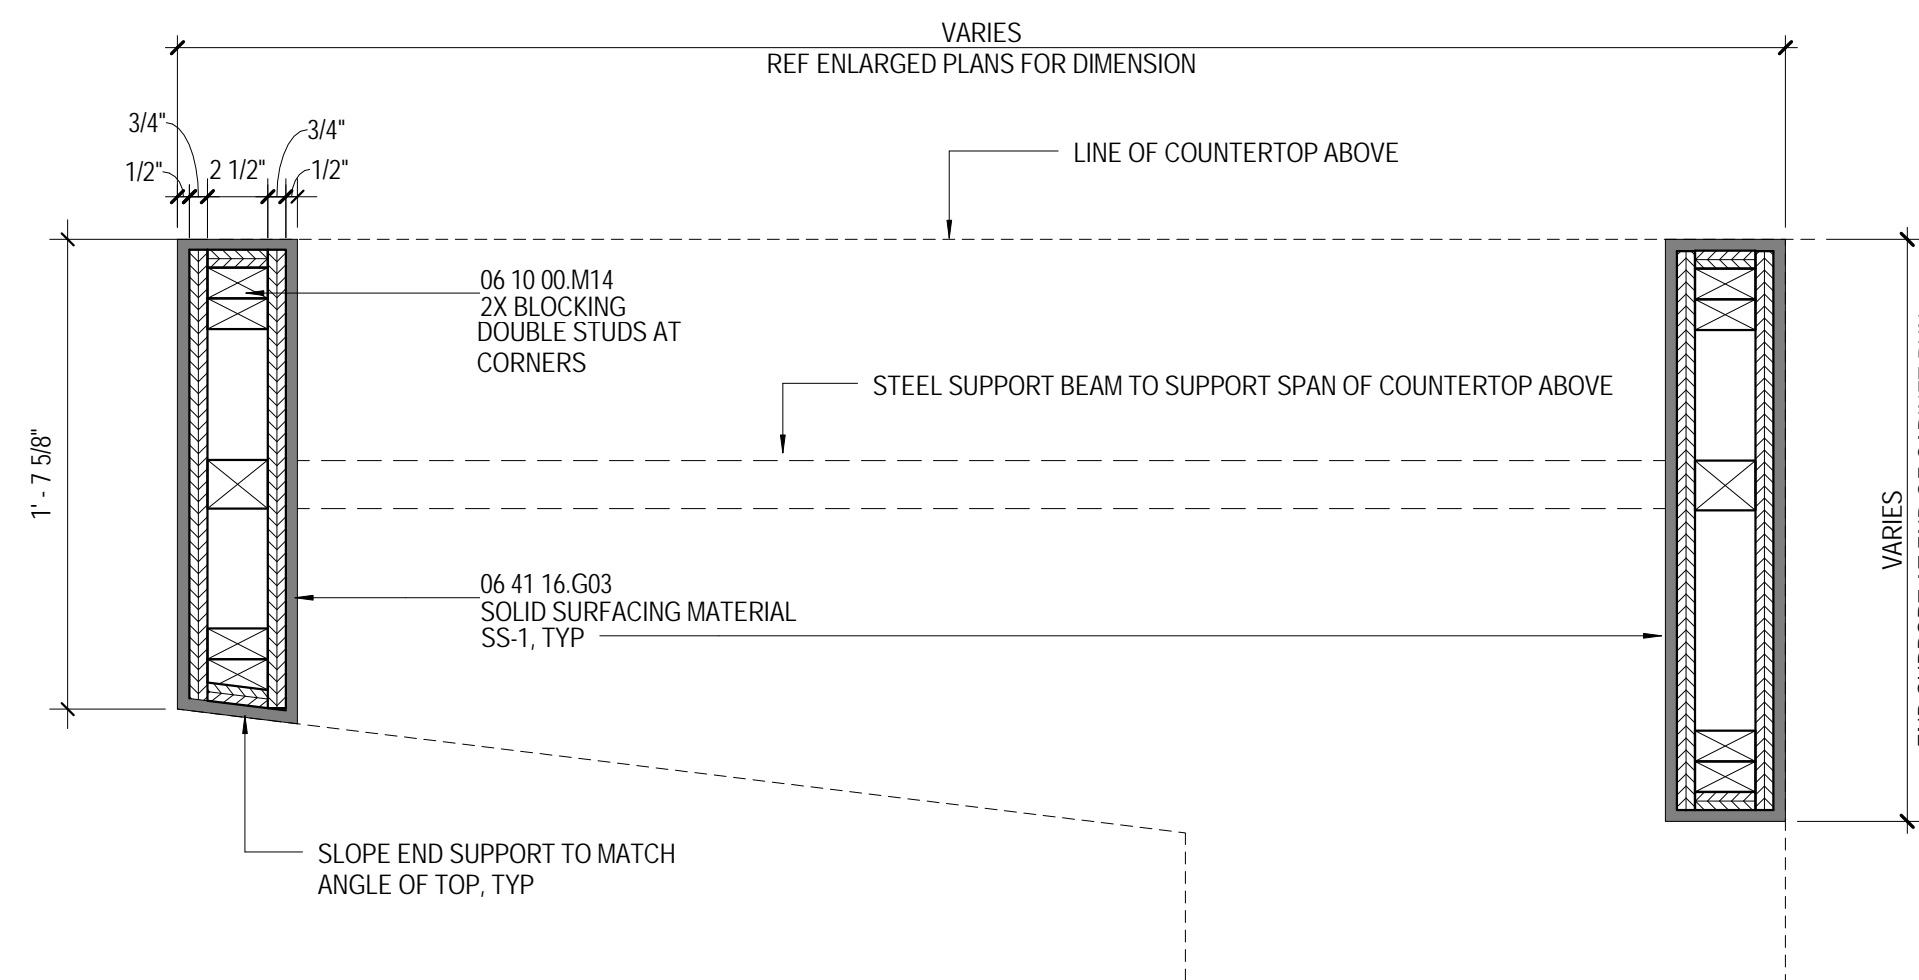 VARIES
REF ENLARGED PLANS FOR DIMENSION
3/4"
3/4"
1/2"
2 1/2"
1/2"
LINE OF COUNTERTOP ABOVE
06 10 00.M14
2X BLOCKING
DOUBLE STUDS AT
CORNERS
STEEL SUPPORT BEAM TO SUPPORT SPAN OF COUNTERTOP ABOVE
1' - 7 5/8"
VARIES
06 41 16.G03
SOLID SURFACING MATERIAL
SS-1, TYP
SLOPE END SUPPORT TO MATCH
ANGLE OF TOP, TYP